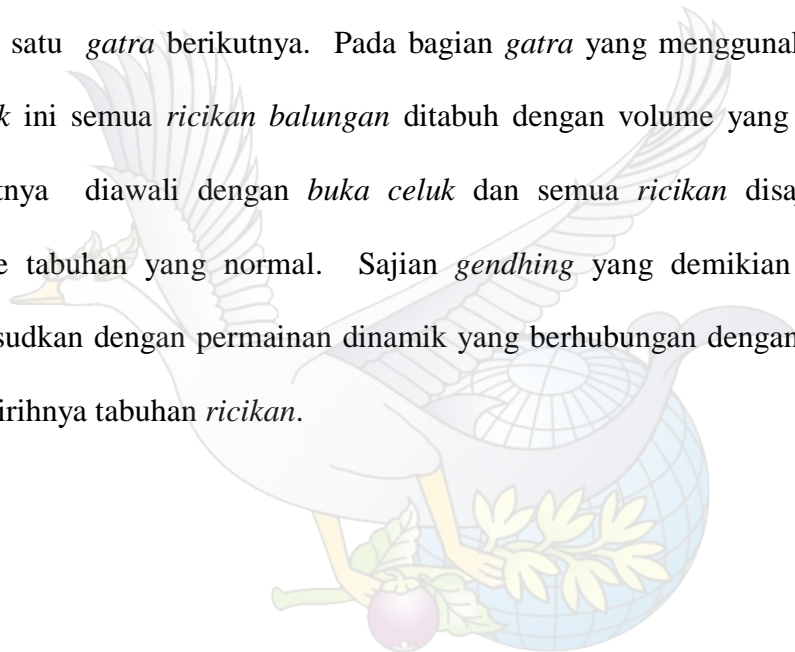 satu gatra berikutnya. Pada bagian gatra yang menggunal
k ini semua ricikan balungan ditabuh dengan volume yang
tnya diawali dengan buka celuk dan semua ricikan disaj
e tabuhan yang normal. Sajian gendhing yang demikian
sudkan dengan permainan dinamik yang berhubungan dengan
irihnya tabuhan ricikan.